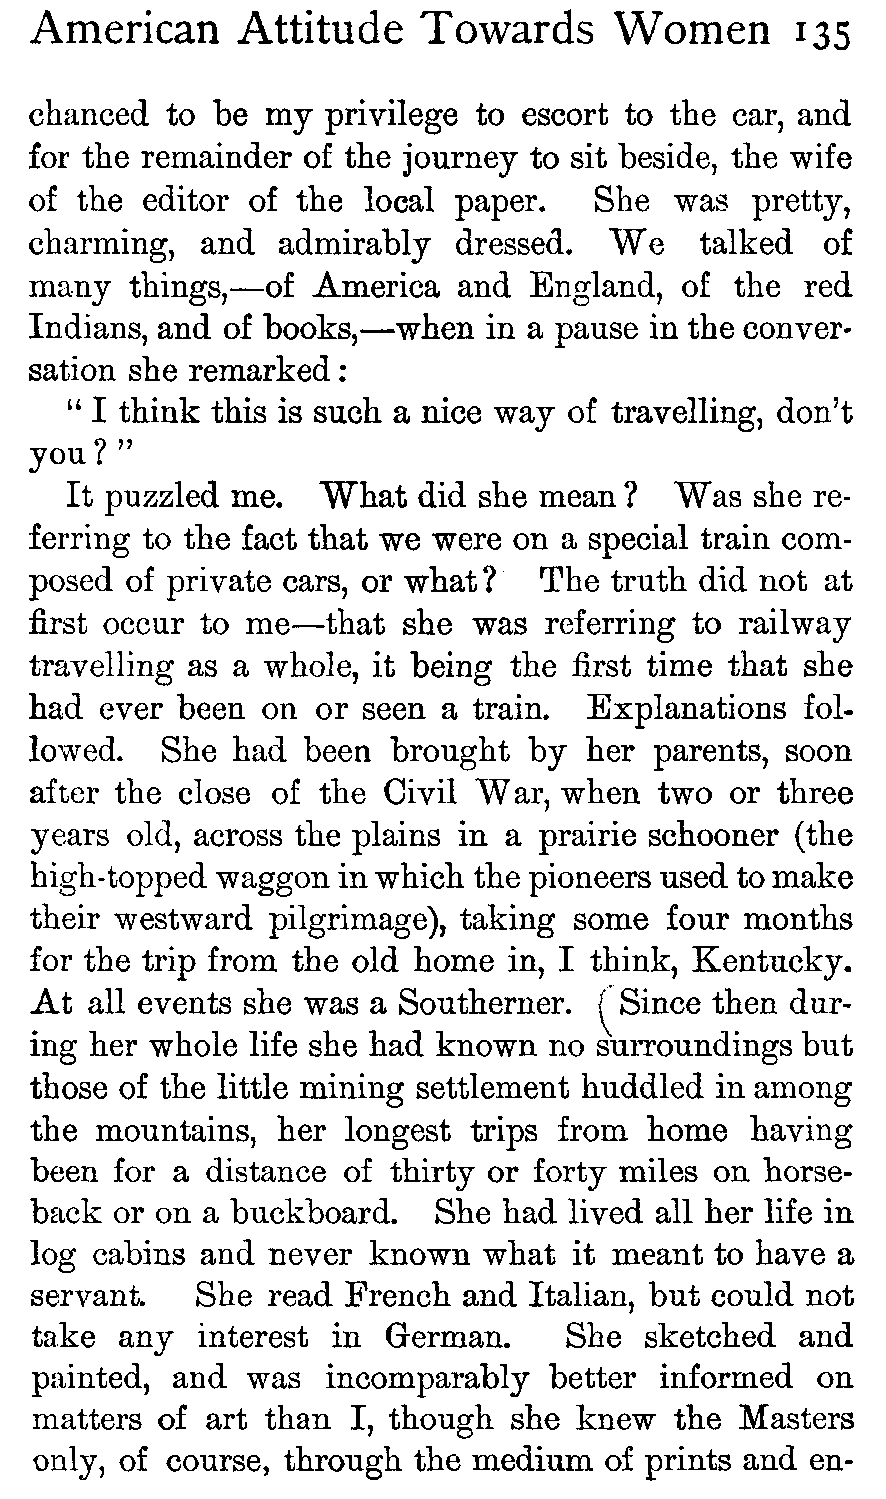 American Attitude Towards Women 135
chanced to be my privilege to escort to the car, and
for the remainder of the journey to sit beside, the wife
of the editor of the local paper. She was pretty,
charming, and admirably dressed. We talked of
many things,—of America and England, of the red
Indians, and of books,—when in a pause in the conver-
sation she remarked:
“ I think this is such a nice way of travelling, don't
you? ”
It puzzled me. What did she mean? Was she re-
ferring to the fact that we were on a special train com-
posed of private cars, or what? The truth did not at
first occur to me—that she was referring to railway
travelling as a whole, it being the first time that she
had ever been on or seen a train. Explanations fol-
lowed. She had been brought by her parents, soon
after the close of the Civil War, when two or three
years old, across the plains in a prairie schooner (the
high-topped waggon in which the pioneers used to make
their westward pilgrimage), taking some four months
for the trip from the old home in, I think, Kentucky.
At all events she was a Southerner. (Since then dur-
ing her whole life she had known no surroundings but
those of the little mining settlement huddled in among
the mountains, her longest trips from home having
been for a distance of thirty or forty miles on horse-
back or on a buckboard. She had lived all her life in
log cabins and never known what it meant to have a
servant. She read French and Italian, but could not
take any interest in German. She sketched and
painted, and was incomparably better informed on
matters of art than I, though she knew the Masters
only, of course, through the medium of prints and en-